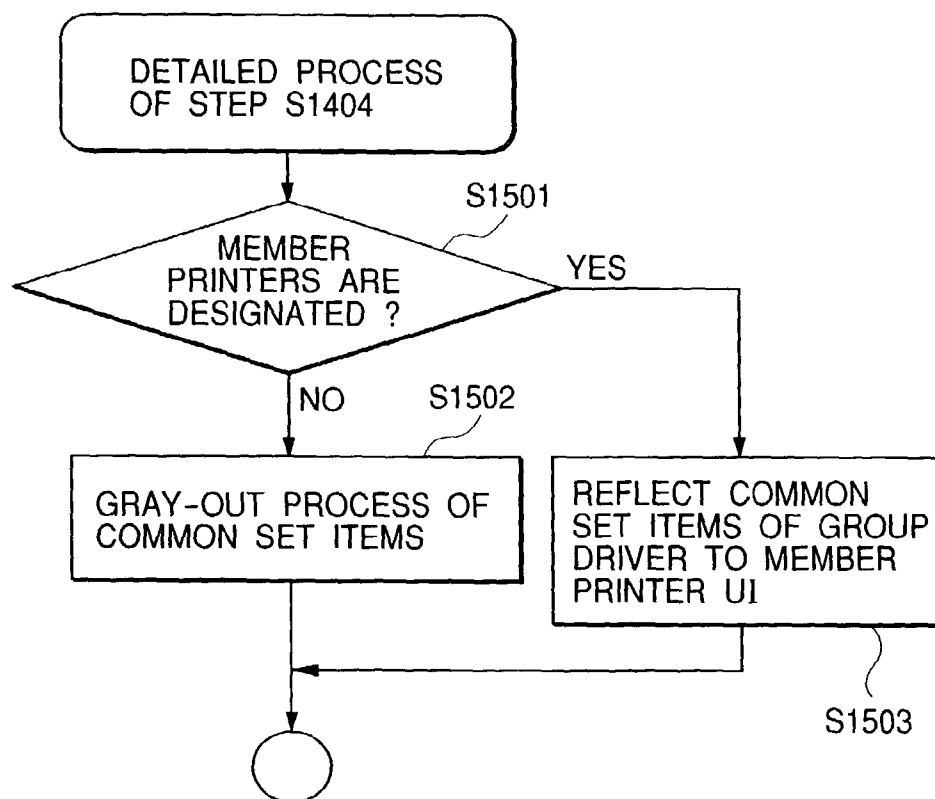 DETAILED PROCESS
OF STEP S1404
S1501
MEMBER
PRINTERS ARE
DESIGNATED ?
YES
NO
S1502
GRAY-OUT PROCESS OF
COMMON SET ITEMS
REFLECT COMMON
SET ITEMS OF GROUP
DRIVER TO MEMBER
PRINTER UI
S1503